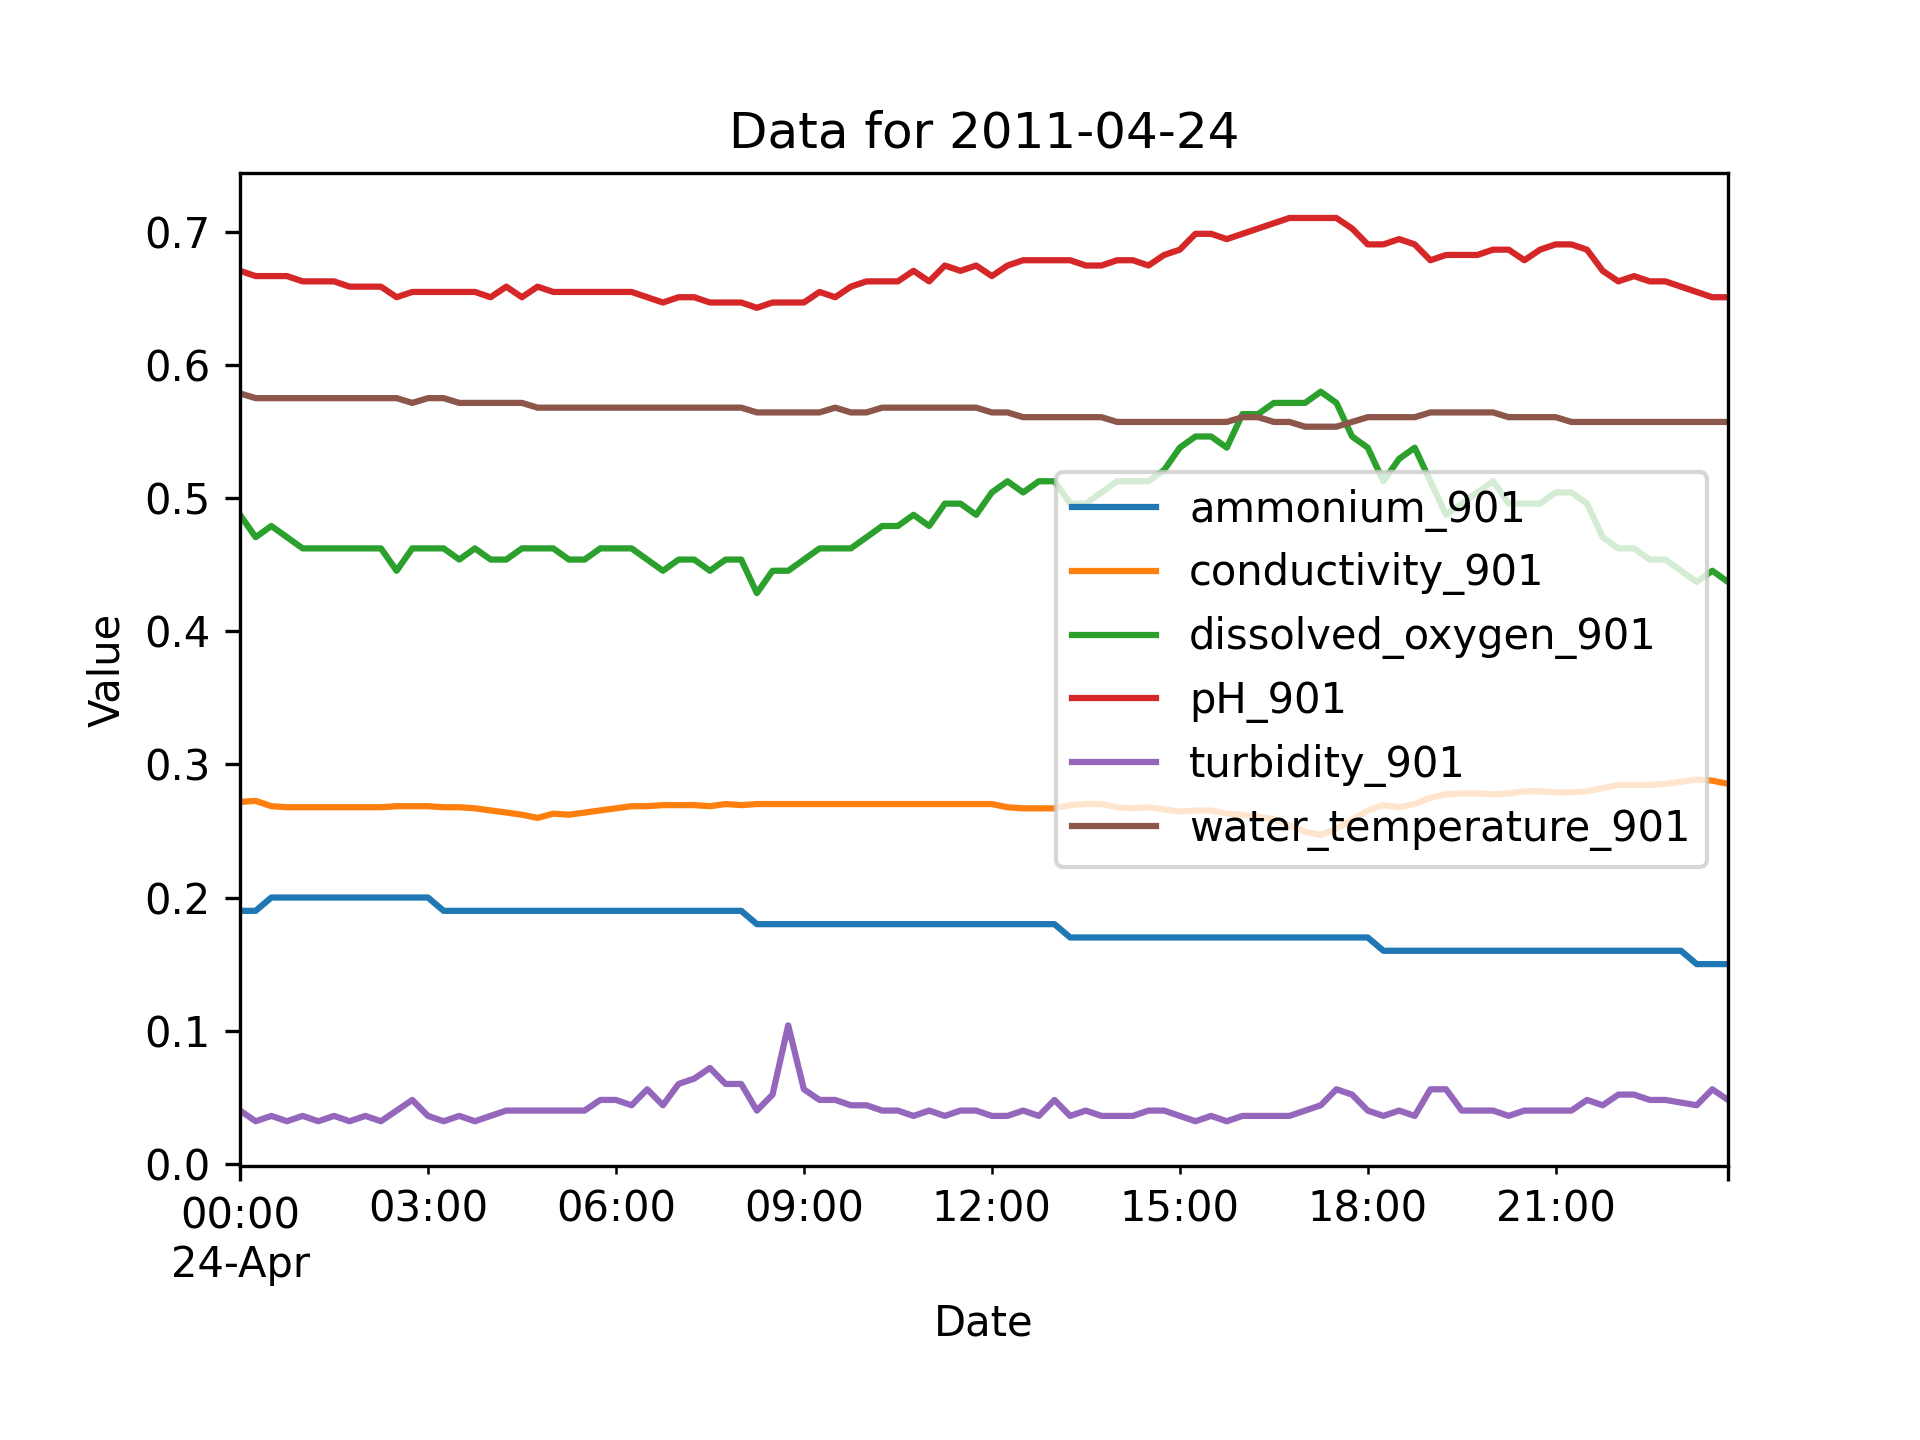 Data for 2011-04-24
Value
0.7
0.6
0.5
0.4
0.3
0.2
0.1
0.0
ammonium_901
conductivity_901
dissolved_oxygen_901
pH_901
turbidity_901
water_temperature_901
00:00 03:00 06:00 09:00 12:00 15:00 18:00 21:00
24-Apr
Date